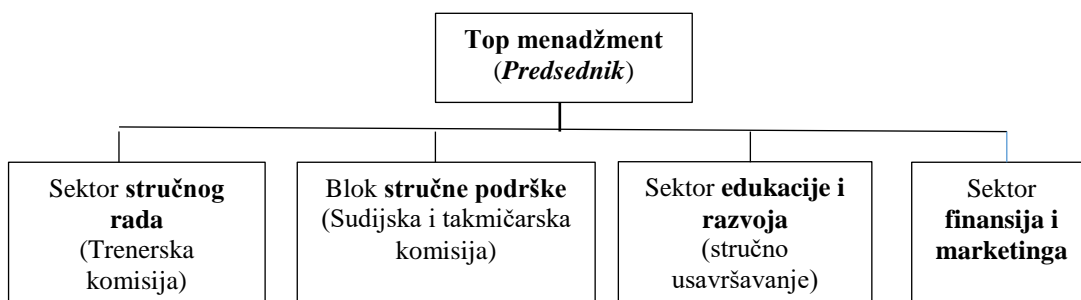 Top menadžment
(Predsednik)
Sektor stručnog
rada
(Trenerska
komisija)
Blok stručne podrške
(Sudijska i takmičarska
komisija)
Sektor edukacije i
razvoja
(stručno
usavršavanje)
Sektor
finansija i
marketinga